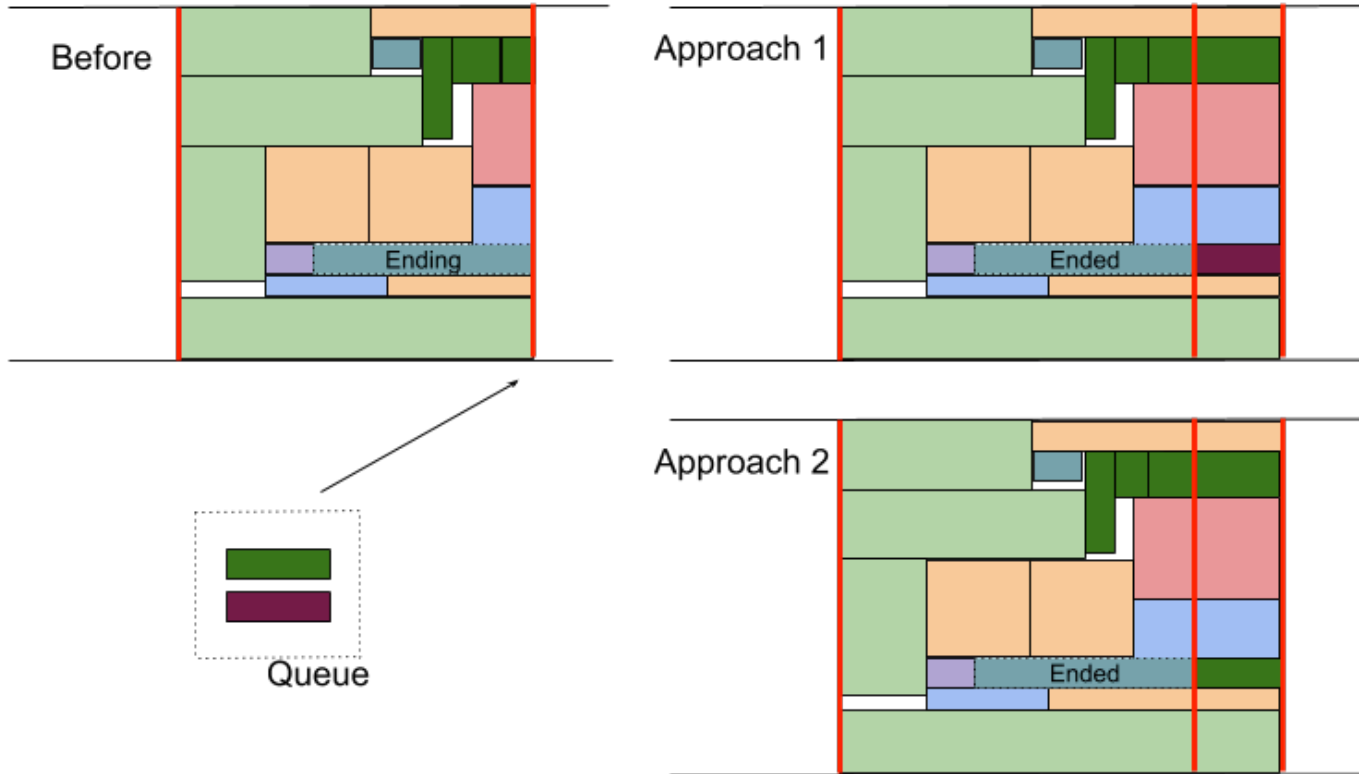 Before
Ending
Queue
Approach 1
Ended
Approach 2
Ended